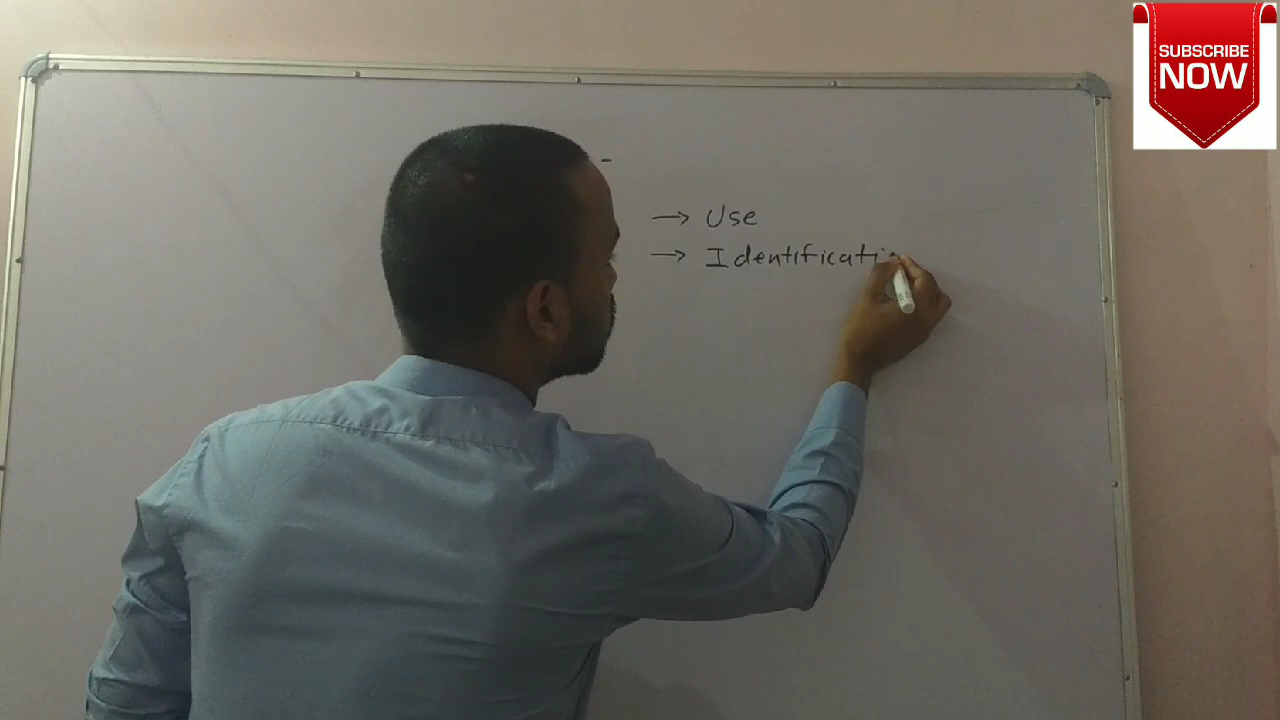 SUBSCRIBE
NOW
-
→ Use
→ Identificati